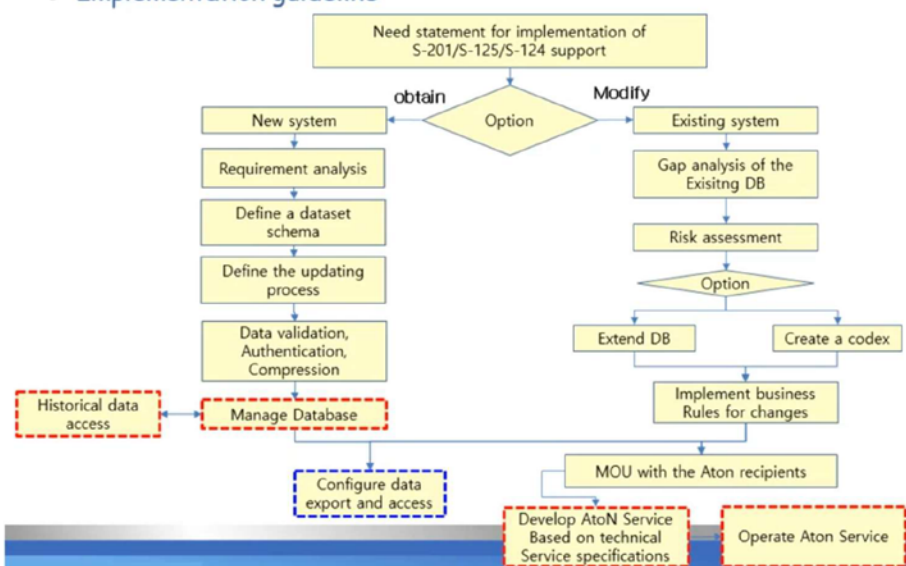 Implementation guideline
Need statement for implementation of
S-201/S-125/S-124 support
obtain
Option
Modify
New system
Existing system
Requirement analysis
Gap analysis of the
Exisitng DB
Define a dataset
schema
Risk assessment
Define the updating
process
Option
Data validation,
Authentication,
Compression
Extend DB
Create a codex
Historical data
access
Manage Database
Implement business
Rules for changes
MOU with the Aton recipients
Configure data
export and access
Develop AtoN Service
Based on technical
Service specifications
Operate Aton Service